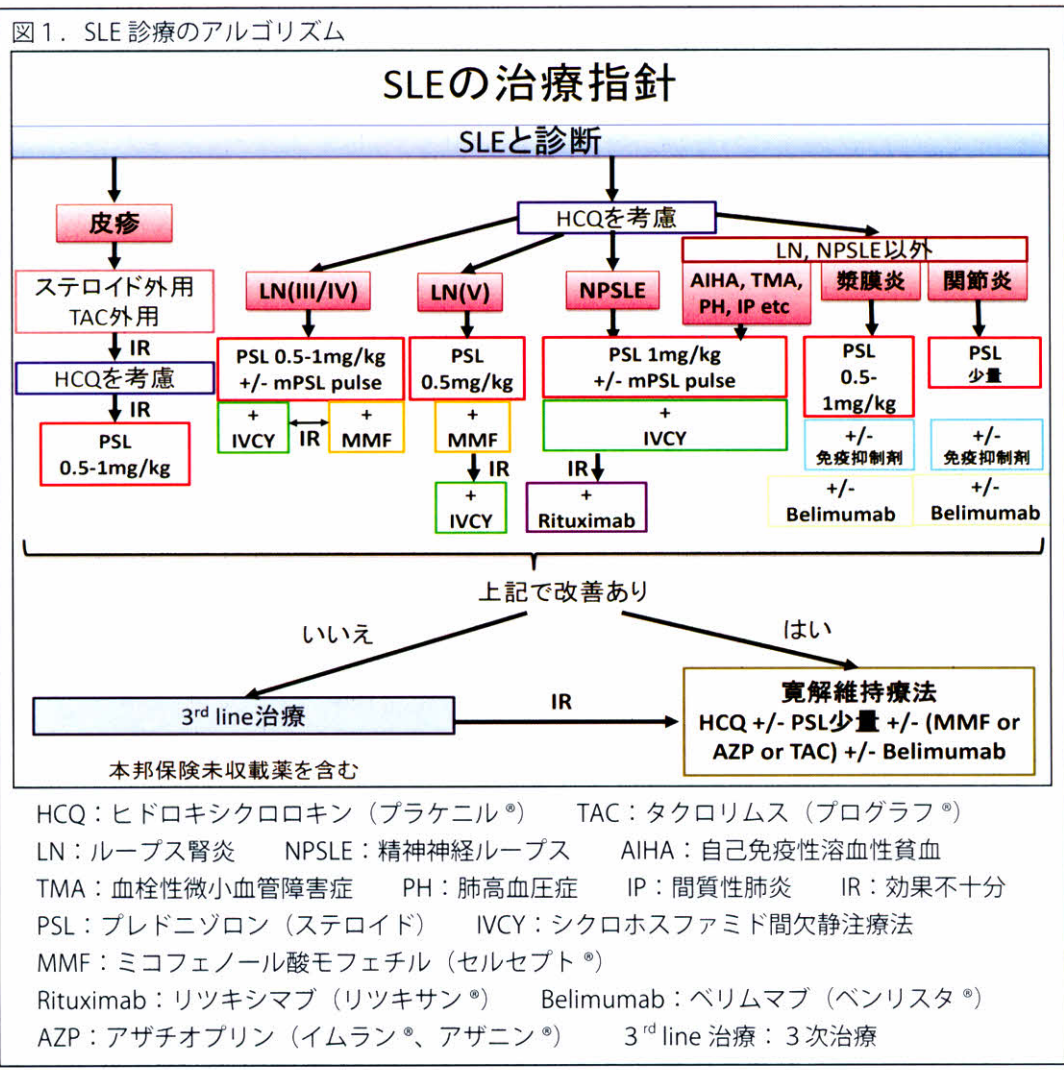 図1．SLE 診療のアルゴリズム
SLEの治療指針
SLEと診断
皮疹
ステロイド外用
TAC外用
IR
HCQを考慮
IR
PSL
0.5-1mg/kg
HCQを考慮
LN(III/IV)
PSL 0.5-1mg/kg
+/- mPSL pulse
+
IVCY
IR
+
MMF
LN(V)
PSL
0.5mg/kg
+
MMF
IR
+
IVCY
NPSLE
LN, NPSLE以外
AIHA, TMA,
PH, IP etc
PSL 1mg/kg
+/- mPSL pulse
+
IVCY
IR
+
Rituximab
漿膜炎
PSL
0.5-
1mg/kg
+/-
免疫抑制剤
+/-
Belimumab
関節炎
PSL
少量
+/-
免疫抑制剤
+/-
Belimumab
上記で改善あり
いいえ
はい
3rd line治療
IR
寛解維持療法
HCQ +/- PSL少量 +/- (MMF or
AZP or TAC) +/- Belimumab
本邦保険未収載薬を含む
HCQ：ヒドロキシクロロキン（プラケニル®） TAC：タクロリムス（プログラフ®）
LN：ループス腎炎 NPSLE：精神神経ループス AIHA：自己免疫性溶血性貧血
TMA：血栓性微小血管障害症 PH：肺高血圧症 IP：間質性肺炎 IR：効果不十分
PSL：プレドニゾロン（ステロイド） IVCY：シクロホスファミド間欠静注療法
MMF：ミコフェノール酸モフェチル（セルセプト®）
Rituximab：リツキシマブ（リツキサン®） Belimumab：ベリムマブ（ベンリスタ®）
AZP：アザチオプリン（イムラン®、アザニン®） 3rd line 治療：３次治療